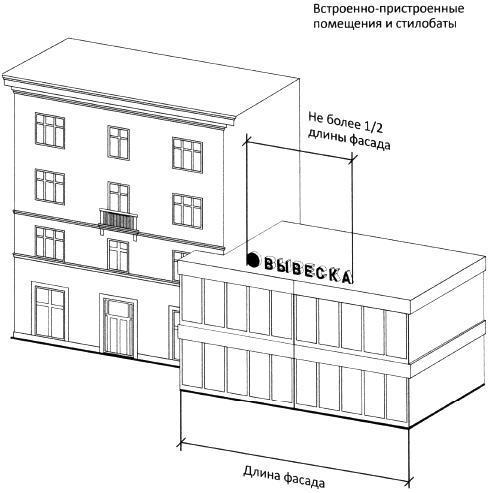 Встроенно-пристроенные
помещения и стилобаты
Не более 1/2
длины фасада
ВЫВЕСКА
Длина фасада